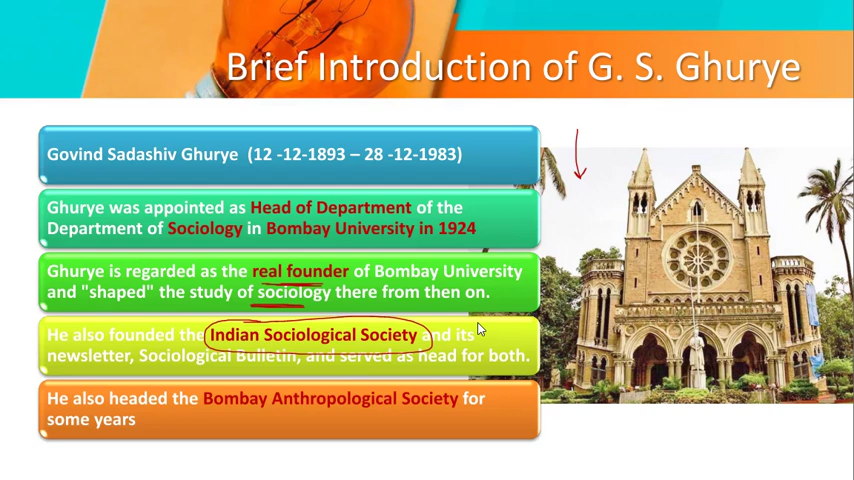 Brief Introduction of G. S. Ghurye
Govind Sadashiv Ghurye (12 -12-1893 – 28 -12-1983)
Ghurye was appointed as Head of Department of the
Department of Sociology in Bombay University in 1924
Ghurye is regarded as the real founder of Bombay University
and "shaped" the study of sociology there from then on.
He also founded the Indian Sociological Society and its
newsletter, Sociological Bulletin, and served as head for both.
He also headed the Bombay Anthropological Society for
some years